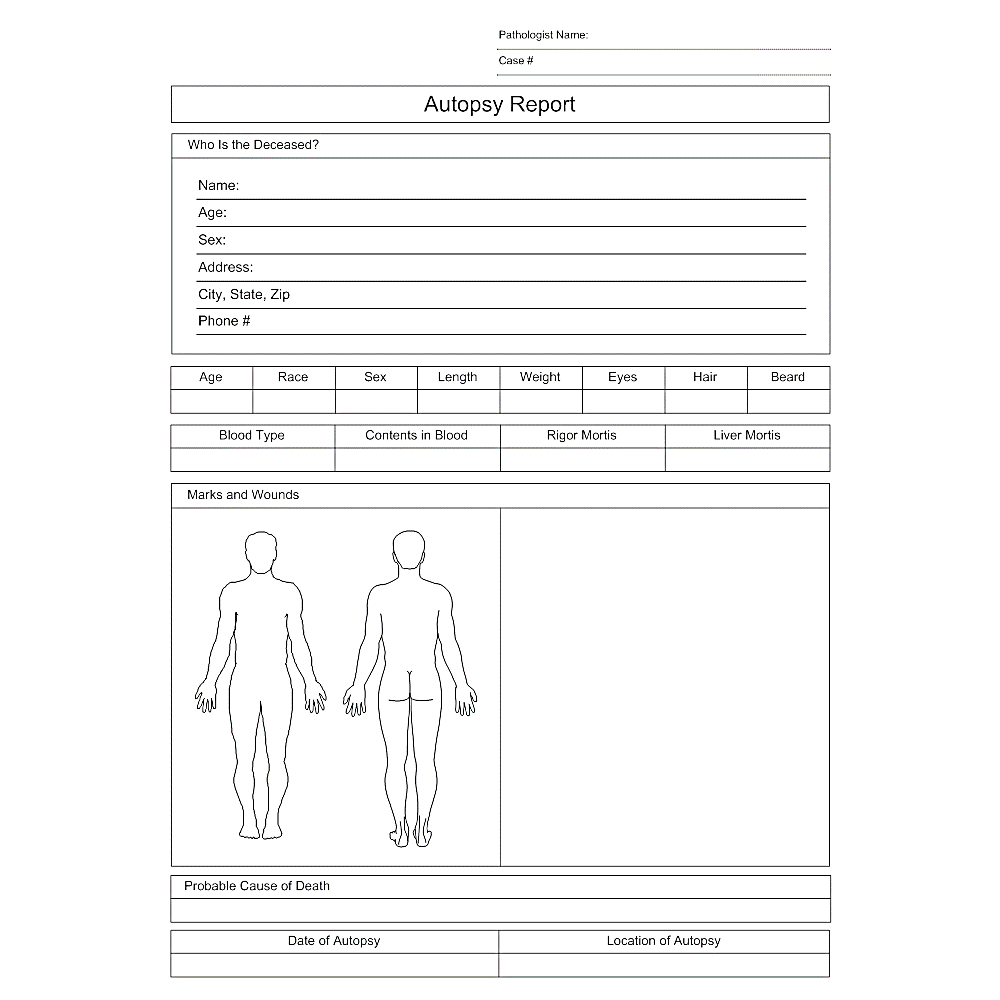 Pathologist Name:
Case #
Autopsy Report
Who Is the Deceased?
Name:
Age:
Sex:
Address:
City, State, Zip
Phone #
Age Race Sex Length Weight Eyes Hair Beard
Blood Type Contents in Blood Rigor Mortis Liver Mortis
Marks and Wounds
Probable Cause of Death
Date of Autopsy Location of Autopsy